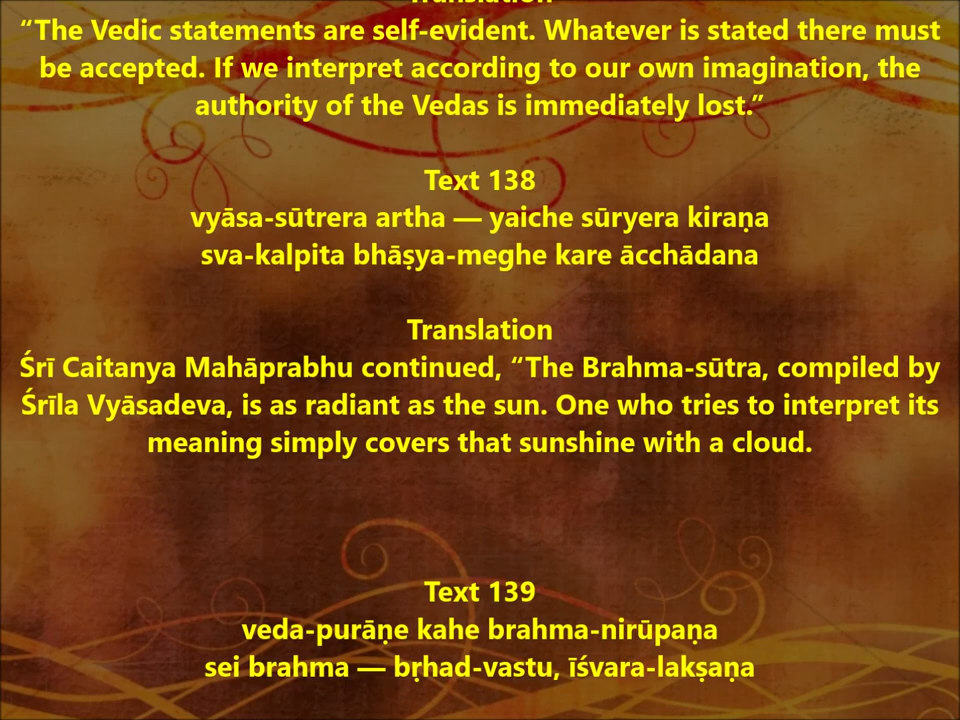 Translation
“The Vedic statements are self-evident. Whatever is stated there must
be accepted. If we interpret according to our own imagination, the
authority of the Vedas is immediately lost.”
Text 138
vyāsa-sūtrera artha — yaiche sūryera kiraṇa
sva-kalpita bhāṣya-meghe kare ācchādana
Translation
Śrī Caitanya Mahāprabhu continued, “The Brahma-sūtra, compiled by
Śrīla Vyāsadeva, is as radiant as the sun. One who tries to interpret its
meaning simply covers that sunshine with a cloud.
Text 139
veda-purāṇe kahe brahma-nirūpaṇa
sei brahma — bṛhad-vastu, īśvara-lakṣaṇa